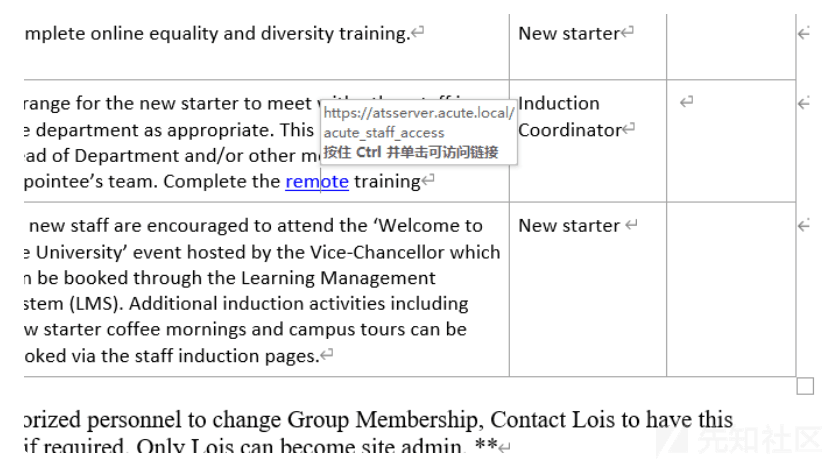 mplete online equality and diversity training.
New starter
range for the new starter to meet
Induction
Coordinator
https://atsserver.acute.local/
acute_staff_access
按住 Ctrl 并单击可访问链接
e department as appropriate. This
ad of Department and/or other m
pointee's team. Complete the remote training
new staff are encouraged to attend the ‘Welcome to
New starter
e University’ event hosted by the Vice-Chancellor which
n be booked through the Learning Management
stem (LMS). Additional induction activities including
w starter coffee mornings and campus tours can be
ooked via the staff induction pages.
orized personnel to change Group Membership, Contact Lois to have this
if required. Only Lois can become site admin. **
先知社区